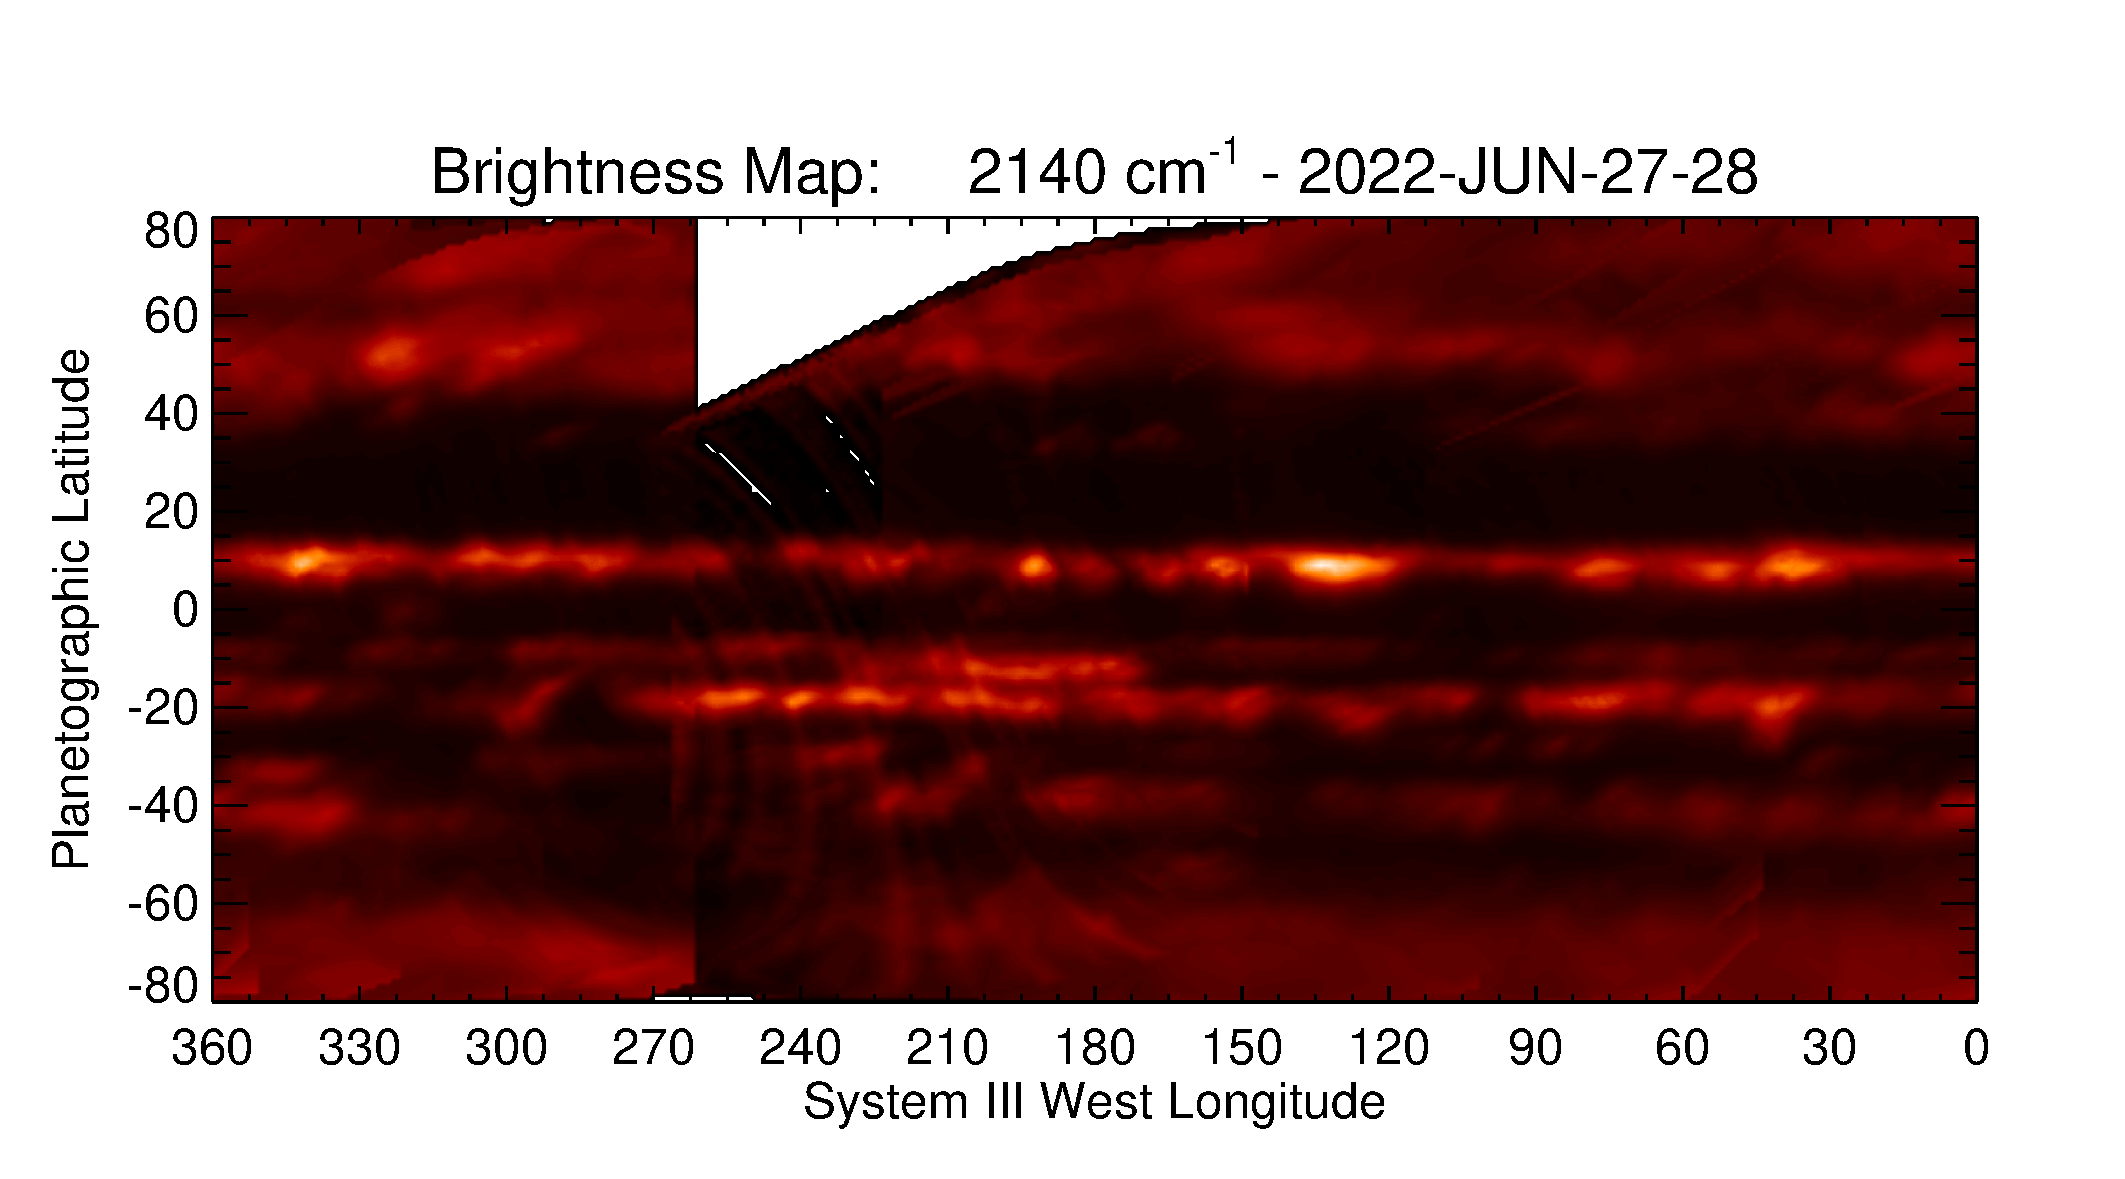 Brightness Map: 2140 cm⁻¹ - 2022-JUN-27-28
80
60
40
20
0
-20
-40
-60
-80
Planetographic Latitude
360 330 300 270 240 210 180 150 120 90 60 30 0
System III West Longitude